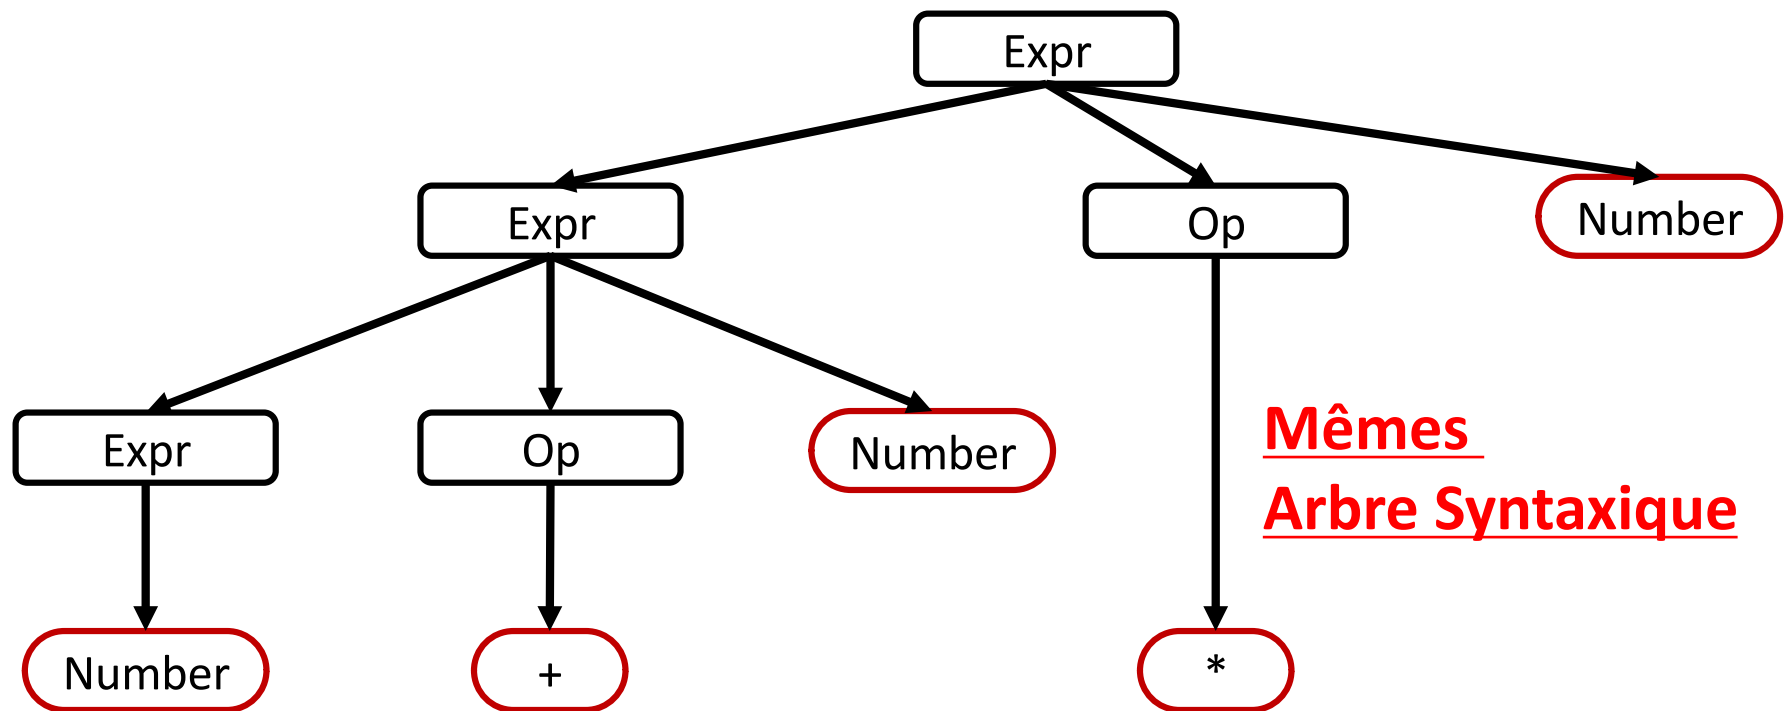 Expr
Expr
Op
Number
Expr
Op
Number
Mêmes
Arbre Syntaxique
Number
+
*